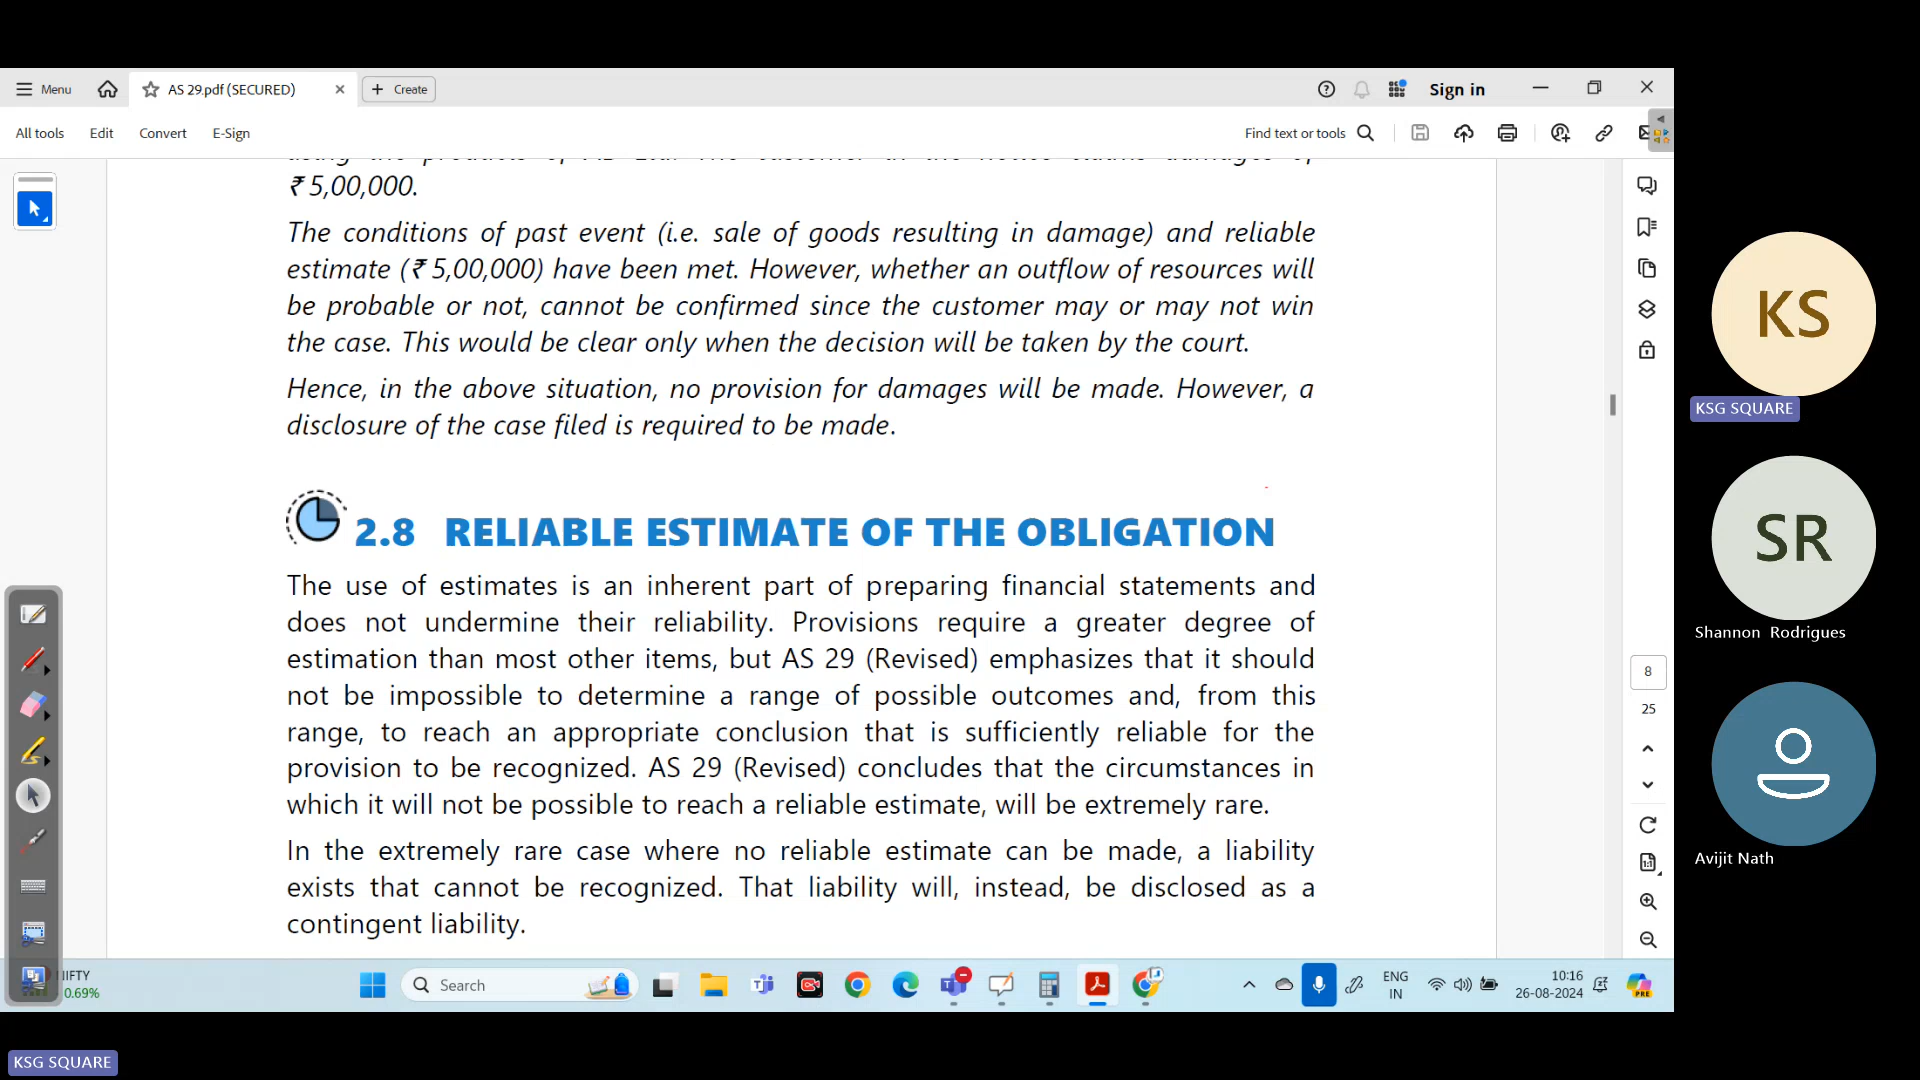 Menu
AS 29.pdf (SECURED)
Create
Sign in
All tools
Edit
Convert
E-Sign
Find text or tools
₹ 5,00,000.
The conditions of past event (i.e. sale of goods resulting in damage) and reliable
estimate (₹ 5,00,000) have been met. However, whether an outflow of resources will
be probable or not, cannot be confirmed since the customer may or may not win
the case. This would be clear only when the decision will be taken by the court.
Hence, in the above situation, no provision for damages will be made. However, a
disclosure of the case filed is required to be made.
2.8 RELIABLE ESTIMATE OF THE OBLIGATION
The use of estimates is an inherent part of preparing financial statements and
does not undermine their reliability. Provisions require a greater degree of
estimation than most other items, but AS 29 (Revised) emphasizes that it should
not be impossible to determine a range of possible outcomes and, from this
range, to reach an appropriate conclusion that is sufficiently reliable for the
provision to be recognized. AS 29 (Revised) concludes that the circumstances in
which it will not be possible to reach a reliable estimate, will be extremely rare.
In the extremely rare case where no reliable estimate can be made, a liability
exists that cannot be recognized. That liability will, instead, be disclosed as a
contingent liability.
8
25
KS
KSG SQUARE
SR
Shannon Rodrigues
Avijit Nath
0.69%
Search
ENG
IN
10:16
26-08-2024
KSG SQUARE